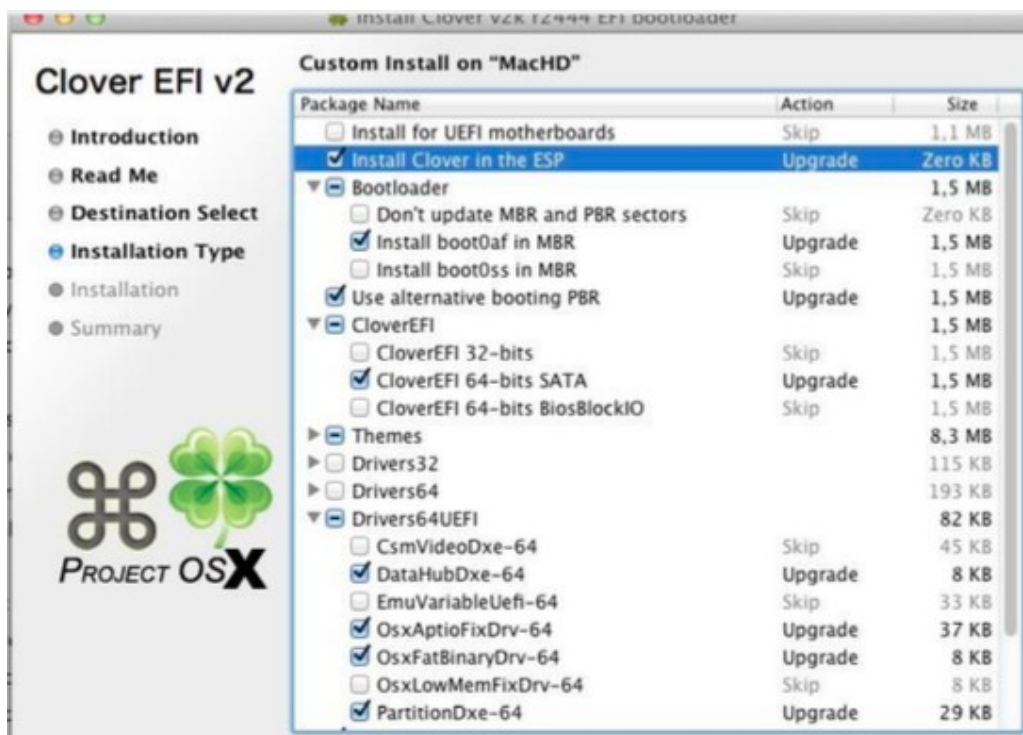 Install Clover v2k r2444 EFI bootloader
Clover EFI v2
Introduction
Read Me
Destination Select
Installation Type
Installation
Summary
PROJECT OSX
Custom Install on "MacHD"
Package Name Action Size
Install for UEFI motherboards Skip 1,1 MB
Install Clover in the ESP Upgrade Zero KB
Bootloader 1,5 MB
Don't update MBR and PBR sectors Skip Zero KB
Install boot0af in MBR Upgrade 1,5 MB
Install boot0ss in MBR Skip 1,5 MB
Use alternative booting PBR Upgrade 1,5 MB
CloverEFI 1,5 MB
CloverEFI 32-bits Skip 1,5 MB
CloverEFI 64-bits SATA Upgrade 1,5 MB
CloverEFI 64-bits BiosBlockIO Skip 1,5 MB
Themes 8,3 MB
Drivers32 115 KB
Drivers64 193 KB
Drivers64UEFI 82 KB
CsmVideoDxe-64 Skip 45 KB
DataHubDxe-64 Upgrade 8 KB
EmuVariableUefi-64 Skip 33 KB
OsxAptioFixDrv-64 Upgrade 37 KB
OsxFatBinaryDrv-64 Upgrade 8 KB
OsxLowMemFixDrv-64 Skip 8 KB
PartitionDxe-64 Upgrade 29 KB